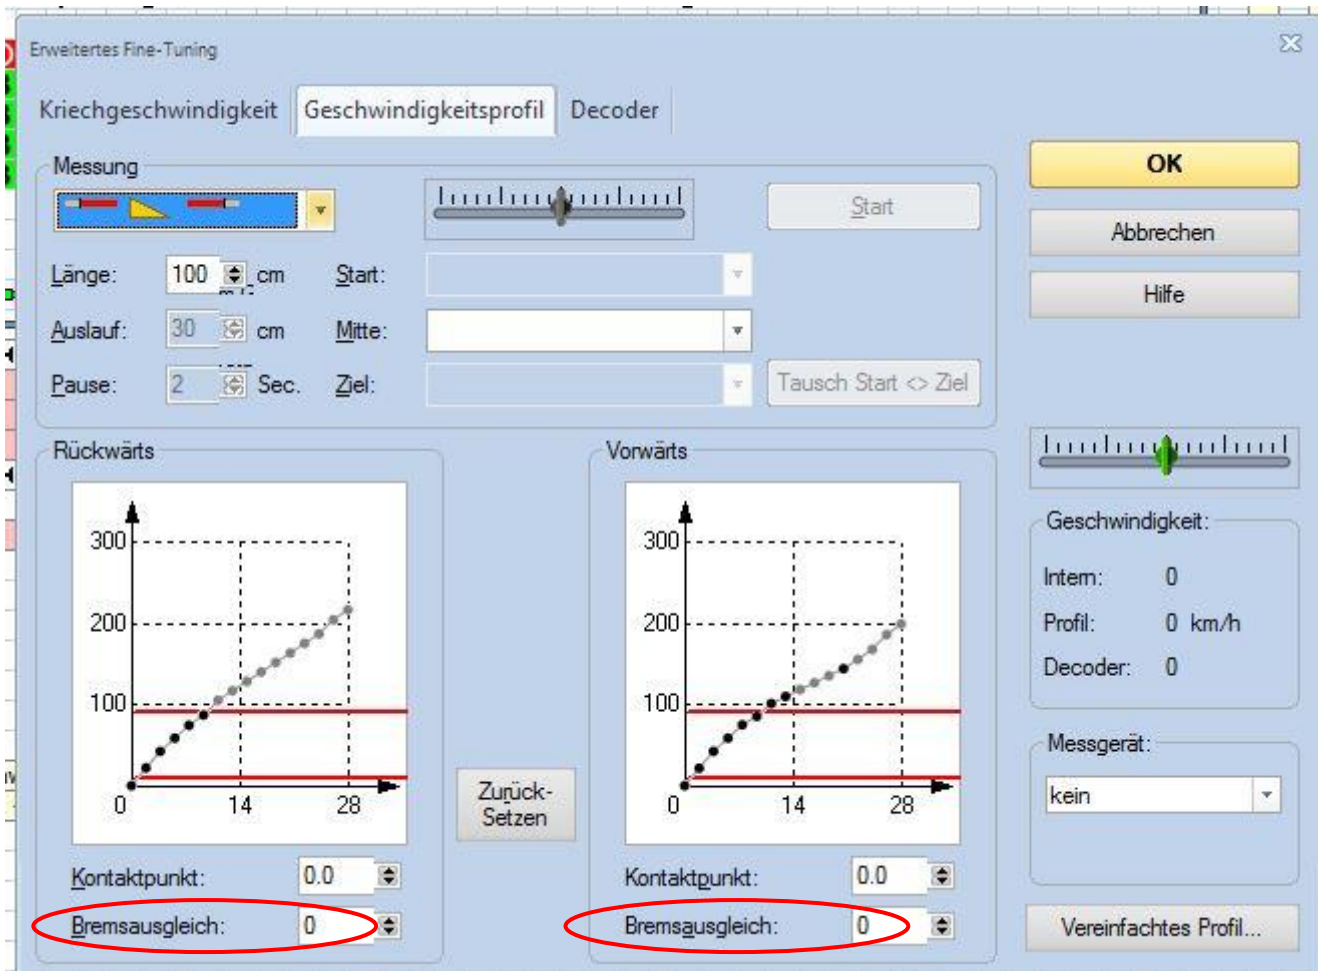 Erweitertes Fine-Tuning
Kriechgeschwindigkeit Geschwindigkeitsprofil Decoder
Messung
OK
Start
Abbrechen
Länge: 100 cm Start:
Hilfe
Auslauf: 30 cm Mitte:
Pause: 2 Sec. Ziel: Tausch Start <> Ziel
Rückwärts Vorwärts
300 300
200 200
100 100
0 14 28 0 14 28
Geschwindigkeit:
Intern: 0
Profil: 0 km/h
Decoder: 0
Messgerät:
kein
Zurück-
Setzen
Kontaktpunkt: 0.0 Kontaktpunkt: 0.0
Bremsausgleich: 0 Bremsausgleich: 0
Vereinfachtes Profil...